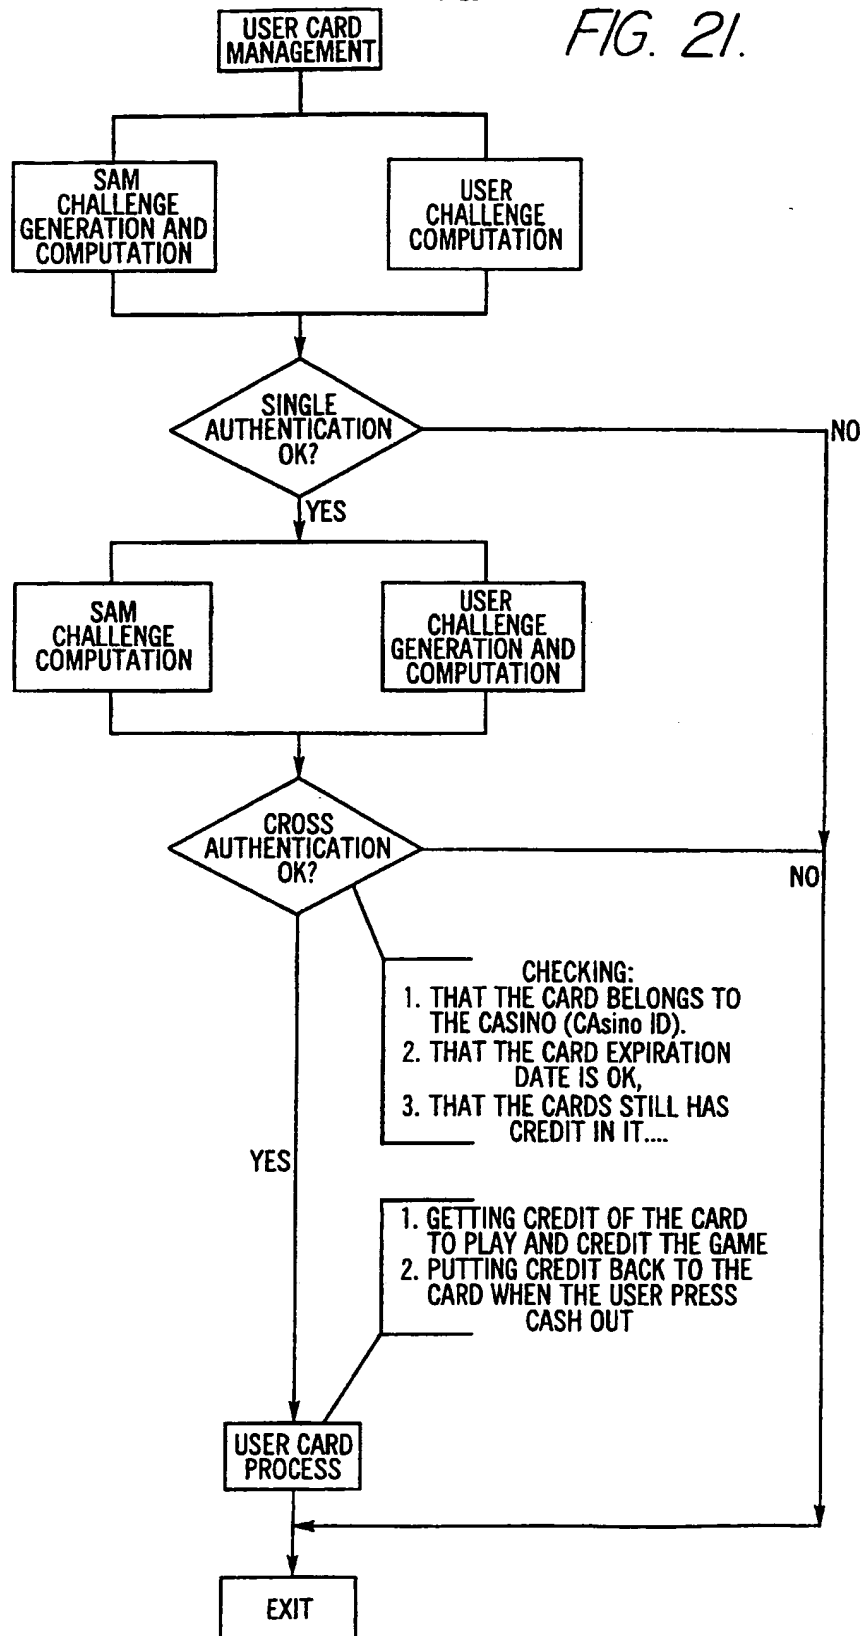 FIG. 21.
USER CARD
MANAGEMENT
SAM
CHALLENGE
GENERATION AND
COMPUTATION
USER
CHALLENGE
COMPUTATION
SINGLE
AUTHENTICATION
OK?
NO
YES
SAM
CHALLENGE
COMPUTATION
USER
CHALLENGE
GENERATION AND
COMPUTATION
CROSS
AUTHENTICATION
OK?
NO
CHECKING:
1. THAT THE CARD BELONGS TO
THE CASINO (CAsino ID).
2. THAT THE CARD EXPIRATION
DATE IS OK,
3. THAT THE CARDS STILL HAS
CREDIT IN IT....
YES
1. GETTING CREDIT OF THE CARD
TO PLAY AND CREDIT THE GAME
2. PUTTING CREDIT BACK TO THE
CARD WHEN THE USER PRESS
CASH OUT
USER CARD
PROCESS
EXIT